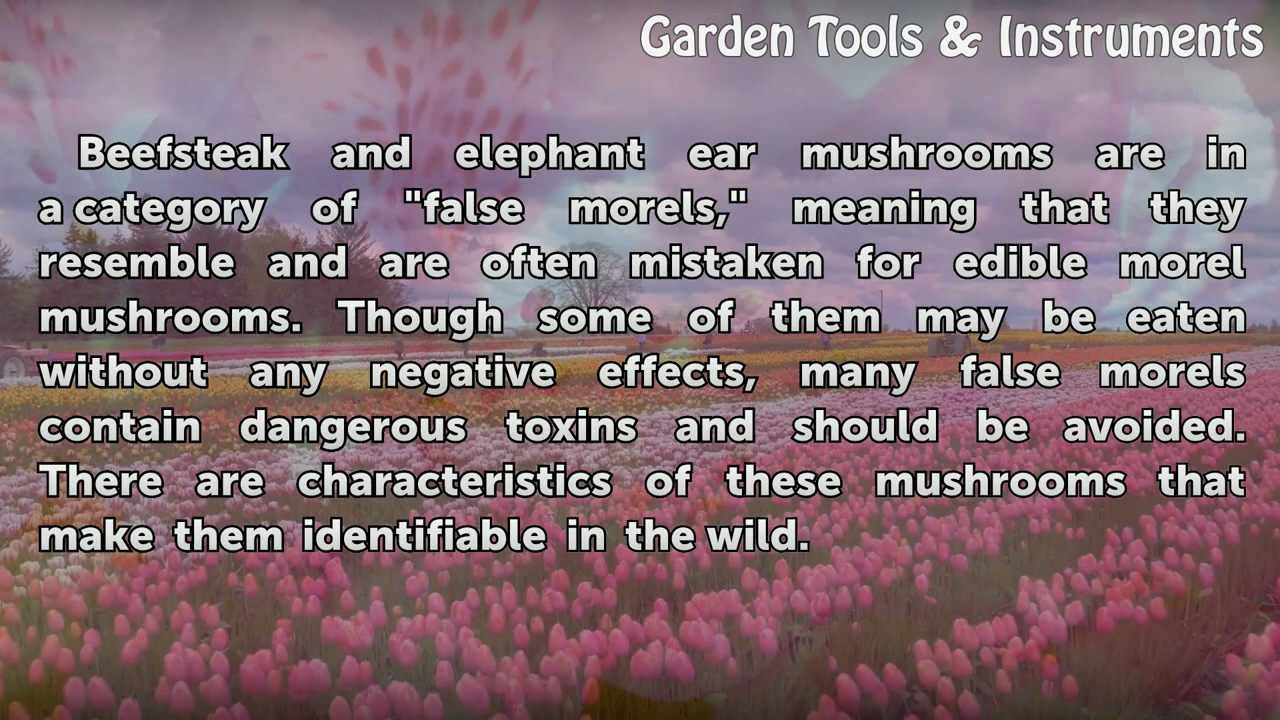 Garden Tools & Instruments
Beefsteak and elephant ear mushrooms are in
a category of "false morels," meaning that they
resemble and are often mistaken for edible morel
mushrooms. Though some of them may be eaten
without any negative effects, many false morels
contain dangerous toxins and should be avoided.
There are characteristics of these mushrooms that
make them identifiable in the wild.